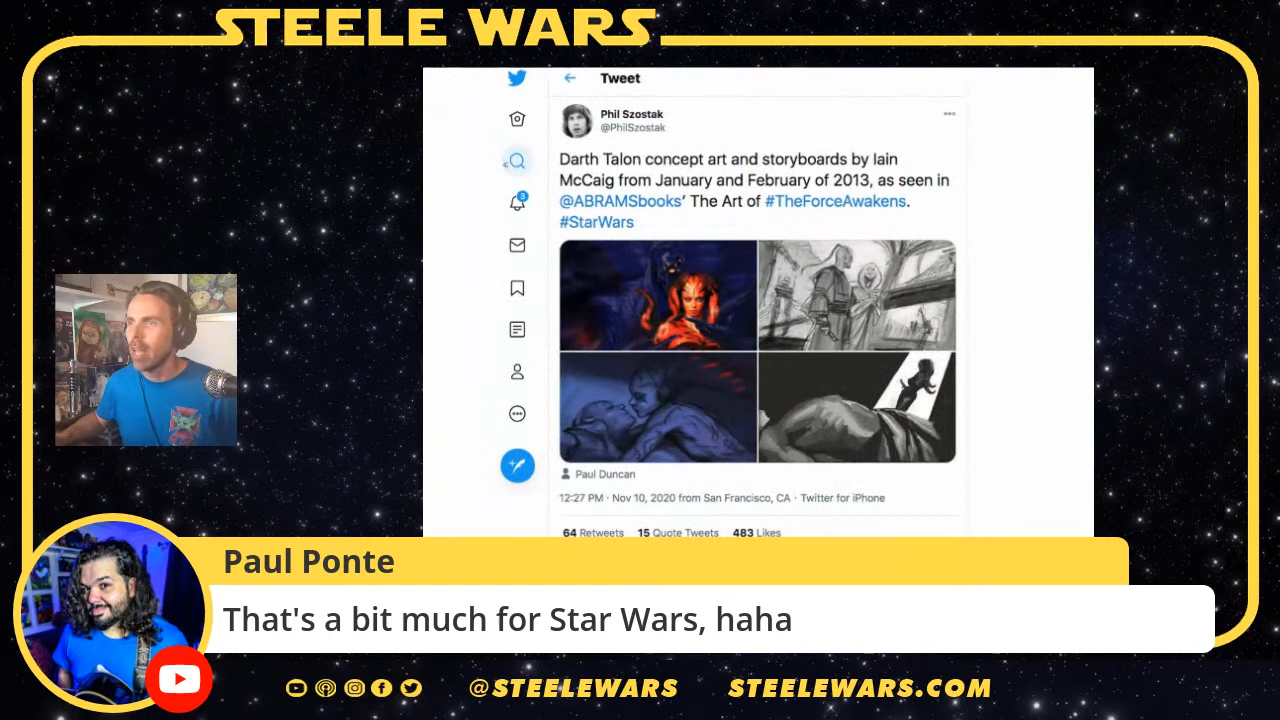 STEELE WARS
Tweet
Phil Szostak
@PhilSzostak
Darth Talon concept art and storyboards by Iain
McCaig from January and February of 2013, as seen in
@ABRAMSbooks' The Art of #TheForceAwakens.
#StarWars
3
Paul Duncan
12:27 PM · Nov 10, 2020 from San Francisco, CA · Twitter for iPhone
64 Retweets 15 Quote Tweets 483 Likes
Paul Ponte
That's a bit much for Star Wars, haha
@STEELEWARS STEELEWARS.COM